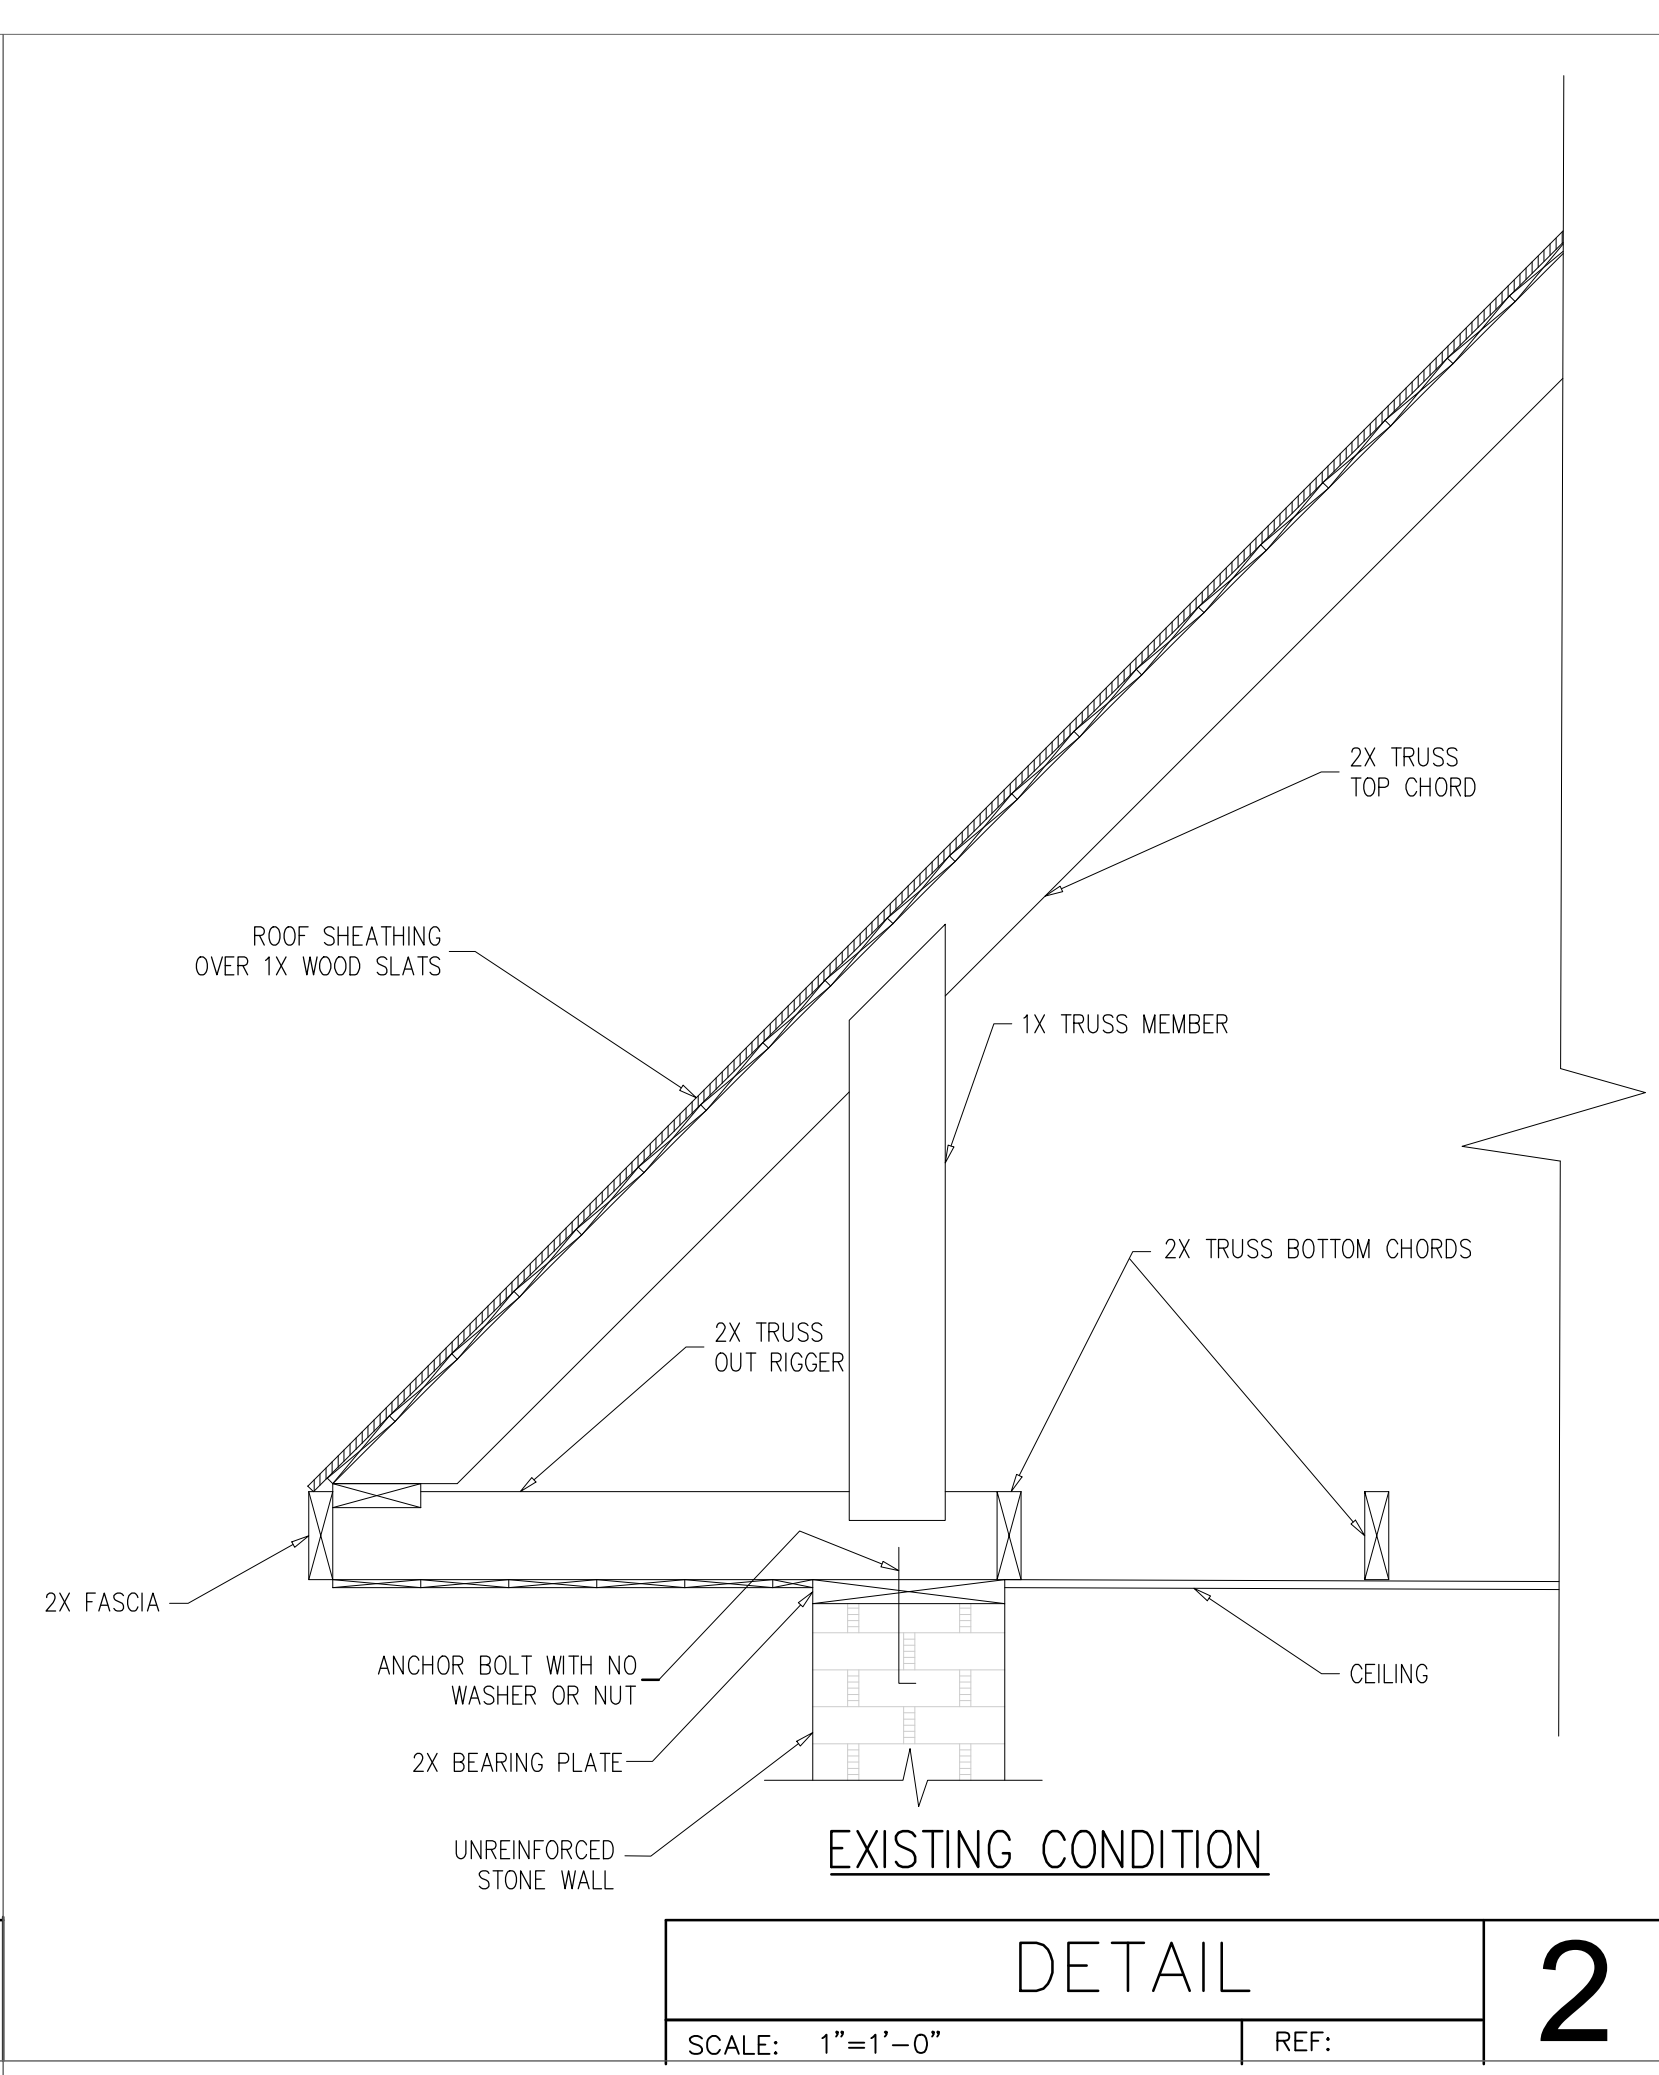 2X TRUSS
TOP CHORD
ROOF SHEATHING
OVER 1X WOOD SLATS
1X TRUSS MEMBER
2X TRUSS BOTTOM CHORDS
2X TRUSS
OUT RIGGER
2X FASCIA
ANCHOR BOLT WITH NO
WASHER OR NUT
CEILING
2X BEARING PLATE
UNREINFORCED
STONE WALL
EXISTING CONDITION
DETAIL
2
SCALE: 1"=1'-0"
REF: